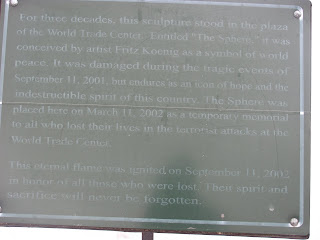 For three decades, this sculpture stood in the plaza
of the World Trade Center. Entitled "The Sphere," it was
conceived by artist Fritz Koenig as a symbol of world
peace. It was damaged during the tragic events of
September 11, 2001, but endures as an icon of hope and the
indestructible spirit of this country. The Sphere was
placed here on March 11, 2002 as a temporary memorial
to all who lost their lives in the terrorist attacks at the
World Trade Center.
This eternal flame was ignited on September 11, 2002
in honor of all those who were lost. Their spirit and
sacrifice will never be forgotten.